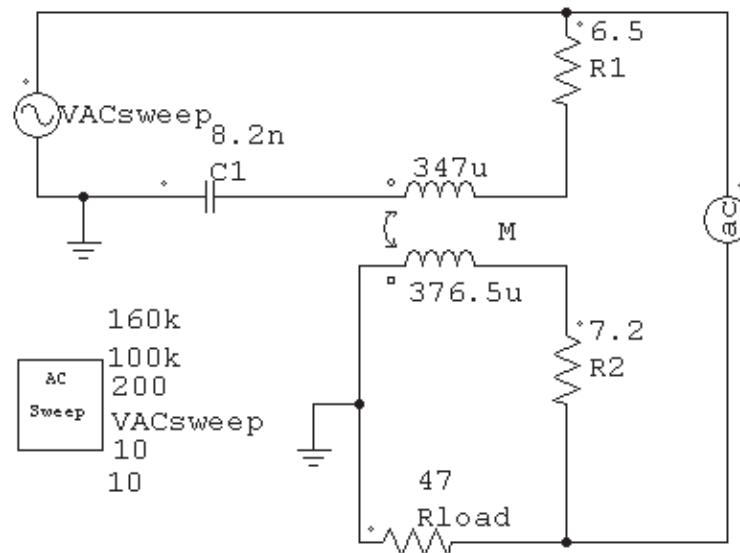 6.5
R1
VACsweep
8.2n
C1
347u
ac
M
376.5u
7.2
R2
160k
100k
200
VACsweep
10
10
AC
Sweep
47
Rload